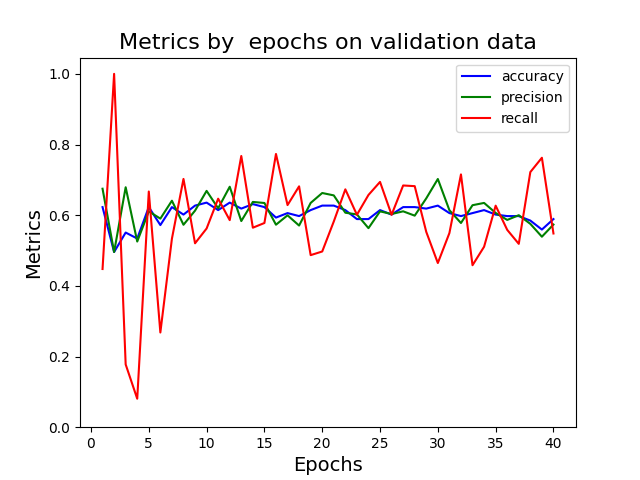 Metrics by  epochs on validation data
accuracy
precision
recall
Metrics
1.0
0.8
0.6
0.4
0.2
0.0
0 5 10 15 20 25 30 35 40
Epochs